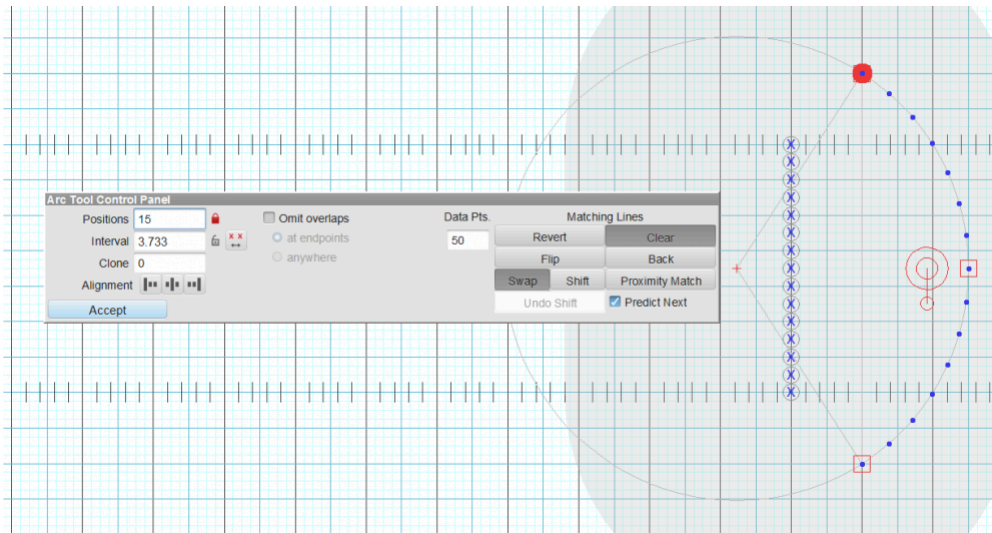 Arc Tool Control Panel
Positions 15 Omit overlaps Data Pts. Matching Lines
Interval 3.733 at endpoints 50 Revert Clear
Clone 0 anywhere Flip Back
Alignment Swap Shift Proximity Match
Accept Undo Shift Predict Next